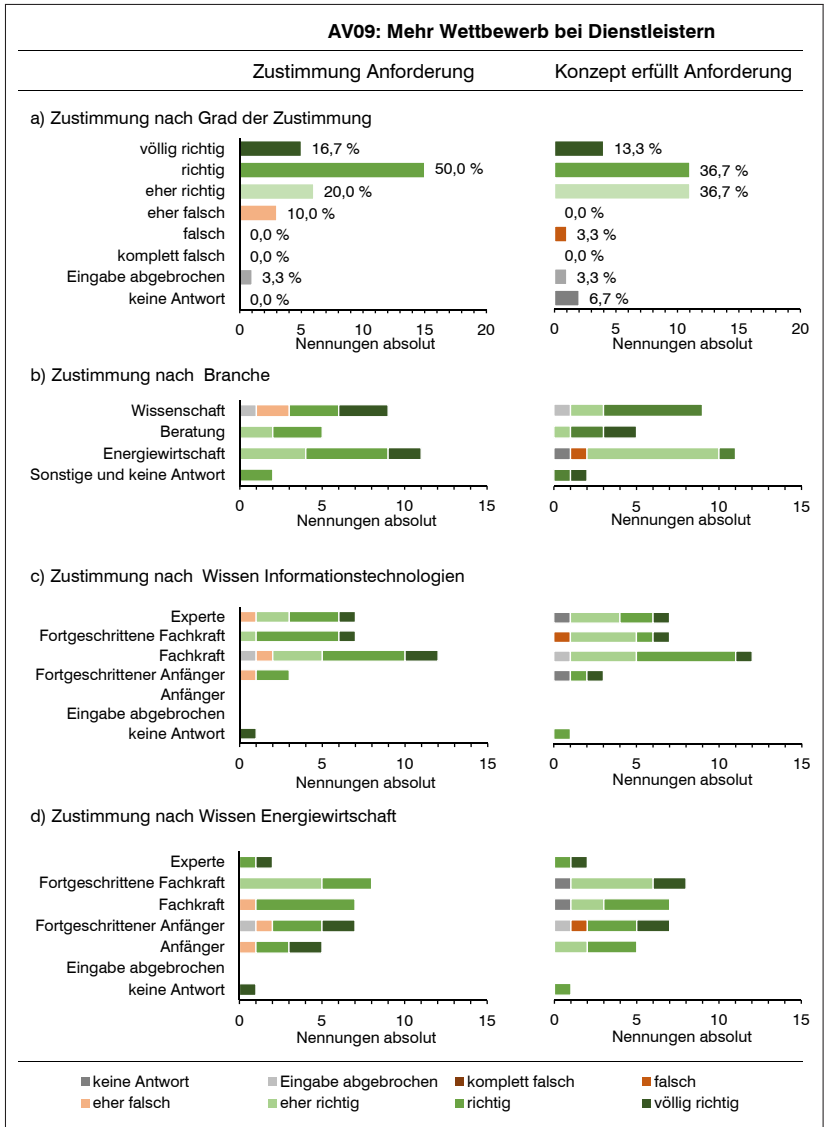 AV09: Mehr Wettbewerb bei Dienstleistern
Zustimmung Anforderung Konzept erfüllt Anforderung
a) Zustimmung nach Grad der Zustimmung
völlig richtig 16,7 % 13,3 %
richtig 50,0 % 36,7 %
eher richtig 20,0 % 36,7 %
eher falsch 10,0 % 0,0 %
falsch 0,0 % 3,3 %
komplett falsch 0,0 % 0,0 %
Eingabe abgebrochen 3,3 % 3,3 %
keine Antwort 0,0 % 6,7 %
0 5 10 15 20 0 5 10 15 20
Nennungen absolut Nennungen absolut
b) Zustimmung nach Branche
Wissenschaft
Beratung
Energiewirtschaft
Sonstige und keine Antwort
0 5 10 15 0 5 10 15
Nennungen absolut Nennungen absolut
c) Zustimmung nach Wissen Informationstechnologien
Experte
Fortgeschrittene Fachkraft
Fachkraft
Fortgeschrittener Anfänger
Anfänger
Eingabe abgebrochen
keine Antwort
0 5 10 15 0 5 10 15
Nennungen absolut Nennungen absolut
d) Zustimmung nach Wissen Energiewirtschaft
Experte
Fortgeschrittene Fachkraft
Fachkraft
Fortgeschrittener Anfänger
Anfänger
Eingabe abgebrochen
keine Antwort
0 5 10 15 0 5 10 15
Nennungen absolut Nennungen absolut
keine Antwort Eingabe abgebrochen komplett falsch falsch
eher falsch eher richtig richtig völlig richtig